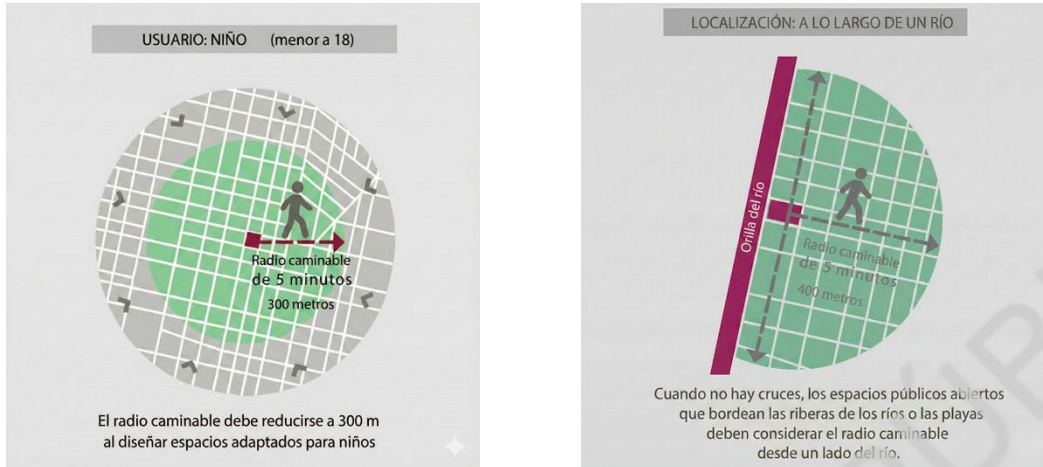 USUARIO: NIÑO (menor a 18)
Radio caminable
de 5 minutos
300 metros
El radio caminable debe reducirse a 300 m
al diseñar espacios adaptados para niños
LOCALIZACIÓN: A LO LARGO DE UN RÍO
Orilla del río
Radio caminable
de 5 minutos
400 metros
Cuando no hay cruces, los espacios públicos abiertos
que bordean las riberas de los ríos o las playas
deben considerar el radio caminable
desde un lado del río.